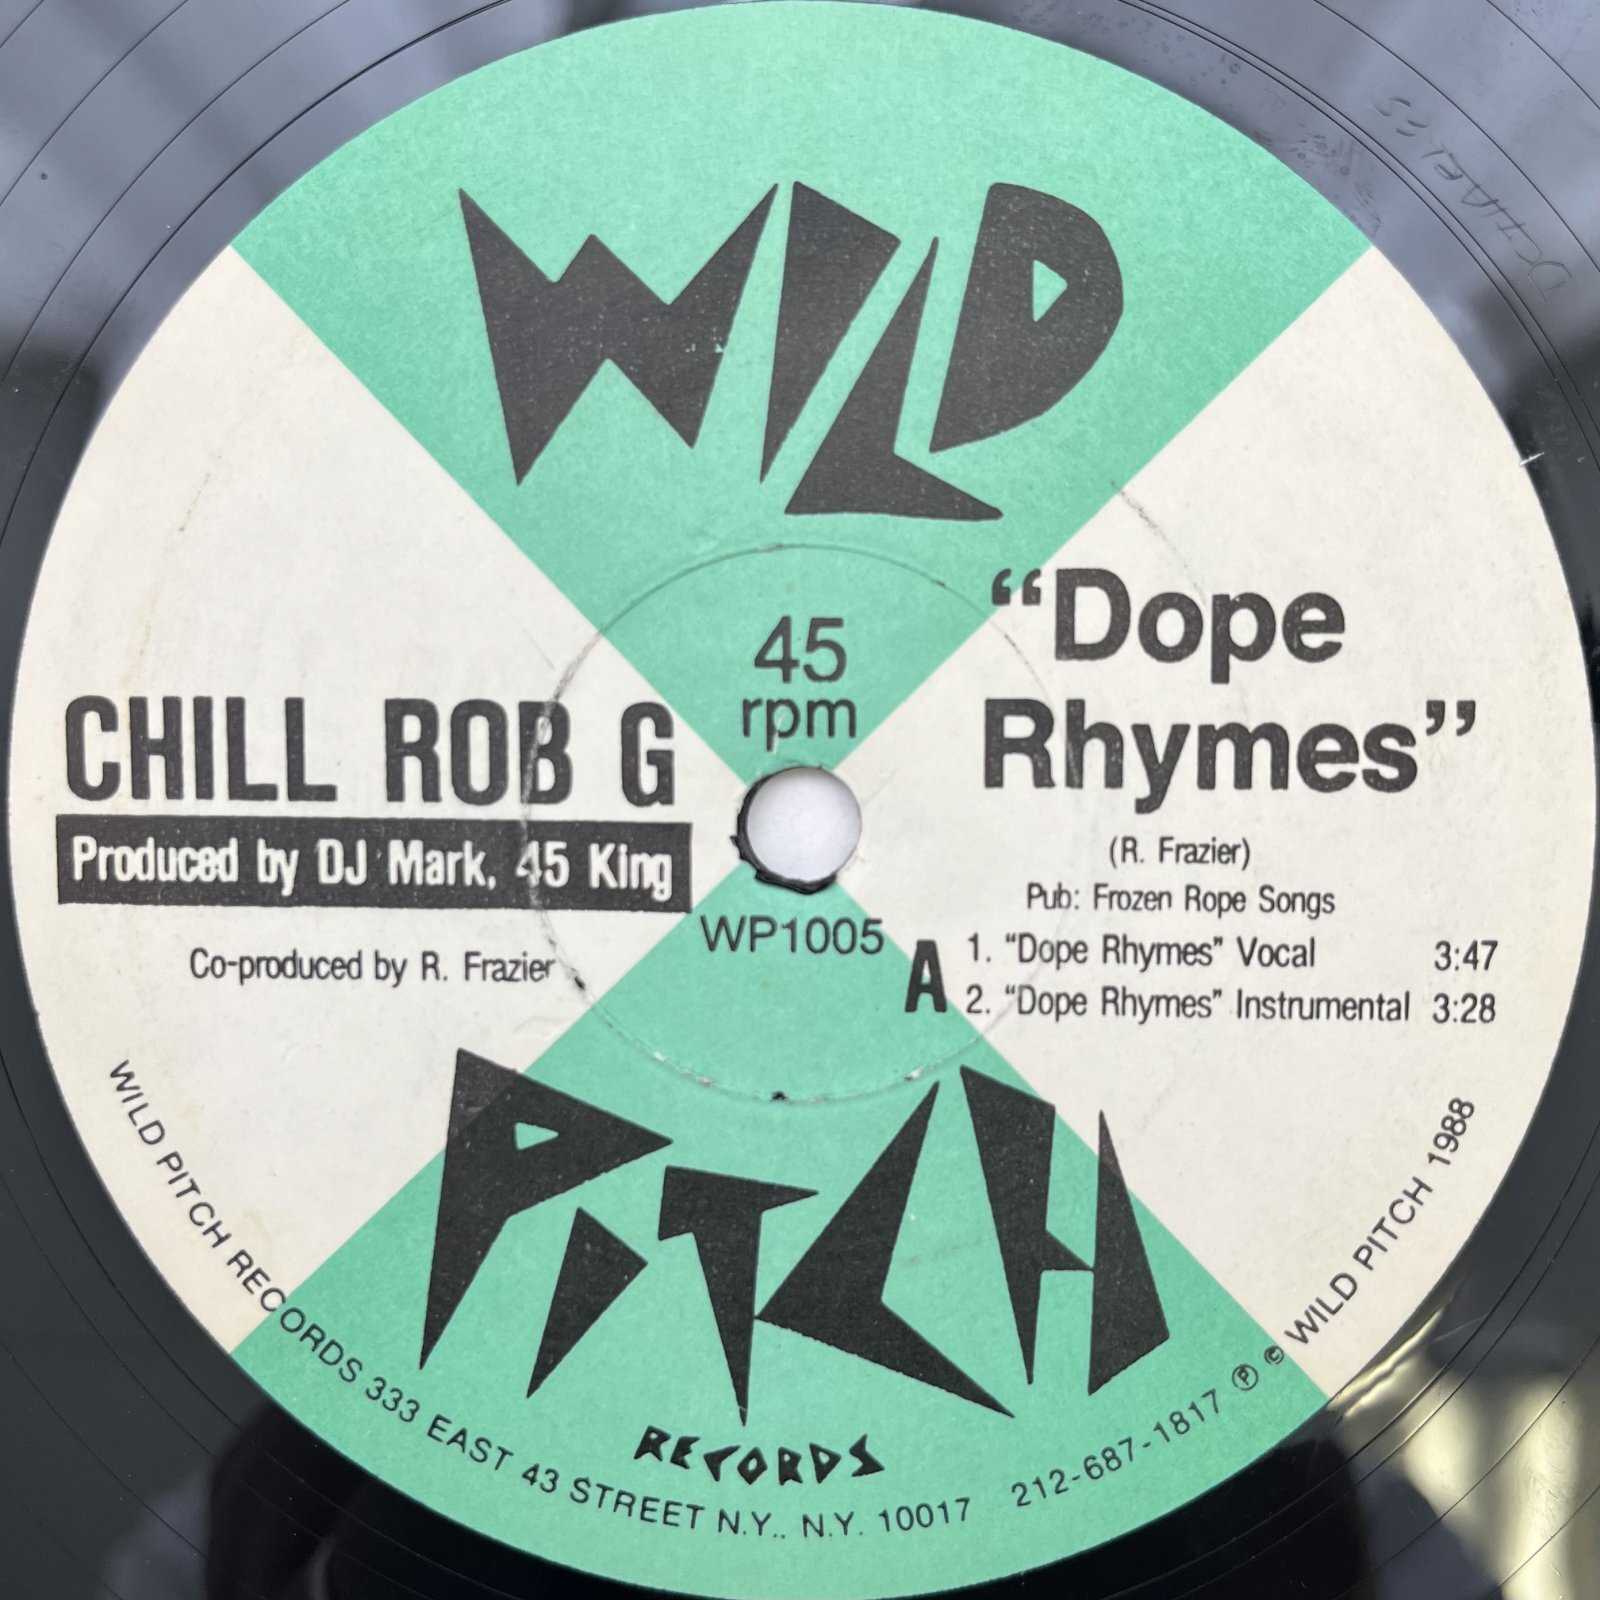 WILD
45
rpm
CHILL ROB G
Produced by DJ Mark, 45 King
Co-produced by R. Frazier
“Dope
Rhymes”
(R. Frazier)
Pub: Frozen Rope Songs
WP1005
A
1. “Dope Rhymes” Vocal 3:47
2. “Dope Rhymes” Instrumental 3:28
PITCH
RECORDS
WILD PITCH RECORDS 333 EAST 43 STREET N.Y.. N.Y. 10017 212-687-1817 Ⓟ © WILD PITCH 1988